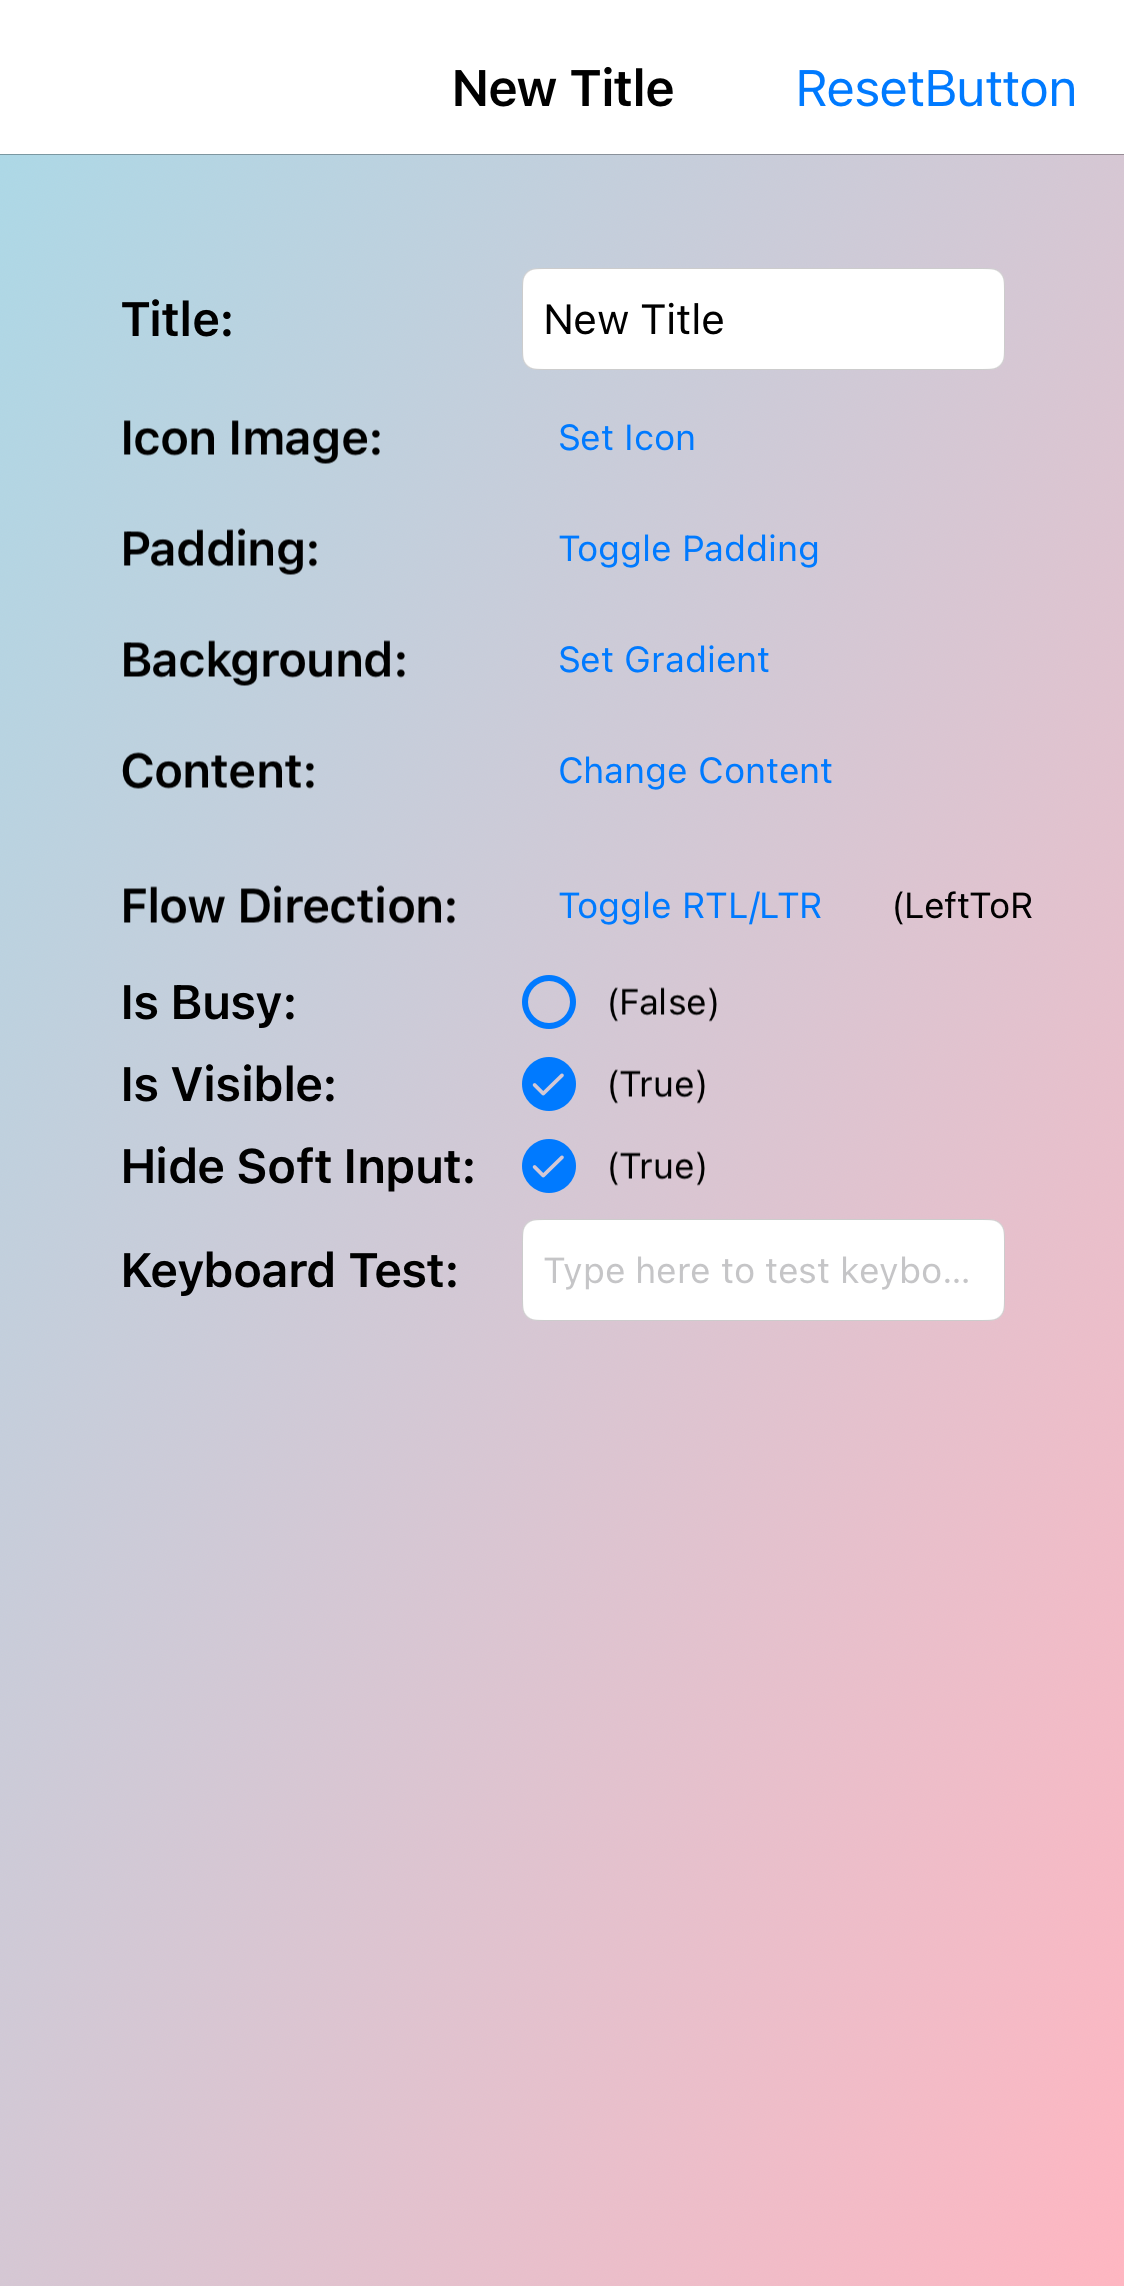 New Title ResetButton
Title: New Title
Icon Image: Set Icon
Padding: Toggle Padding
Background: Set Gradient
Content: Change Content
Flow Direction: Toggle RTL/LTR (LeftToR
Is Busy: (False)
Is Visible: (True)
Hide Soft Input: (True)
Keyboard Test: Type here to test keybo...